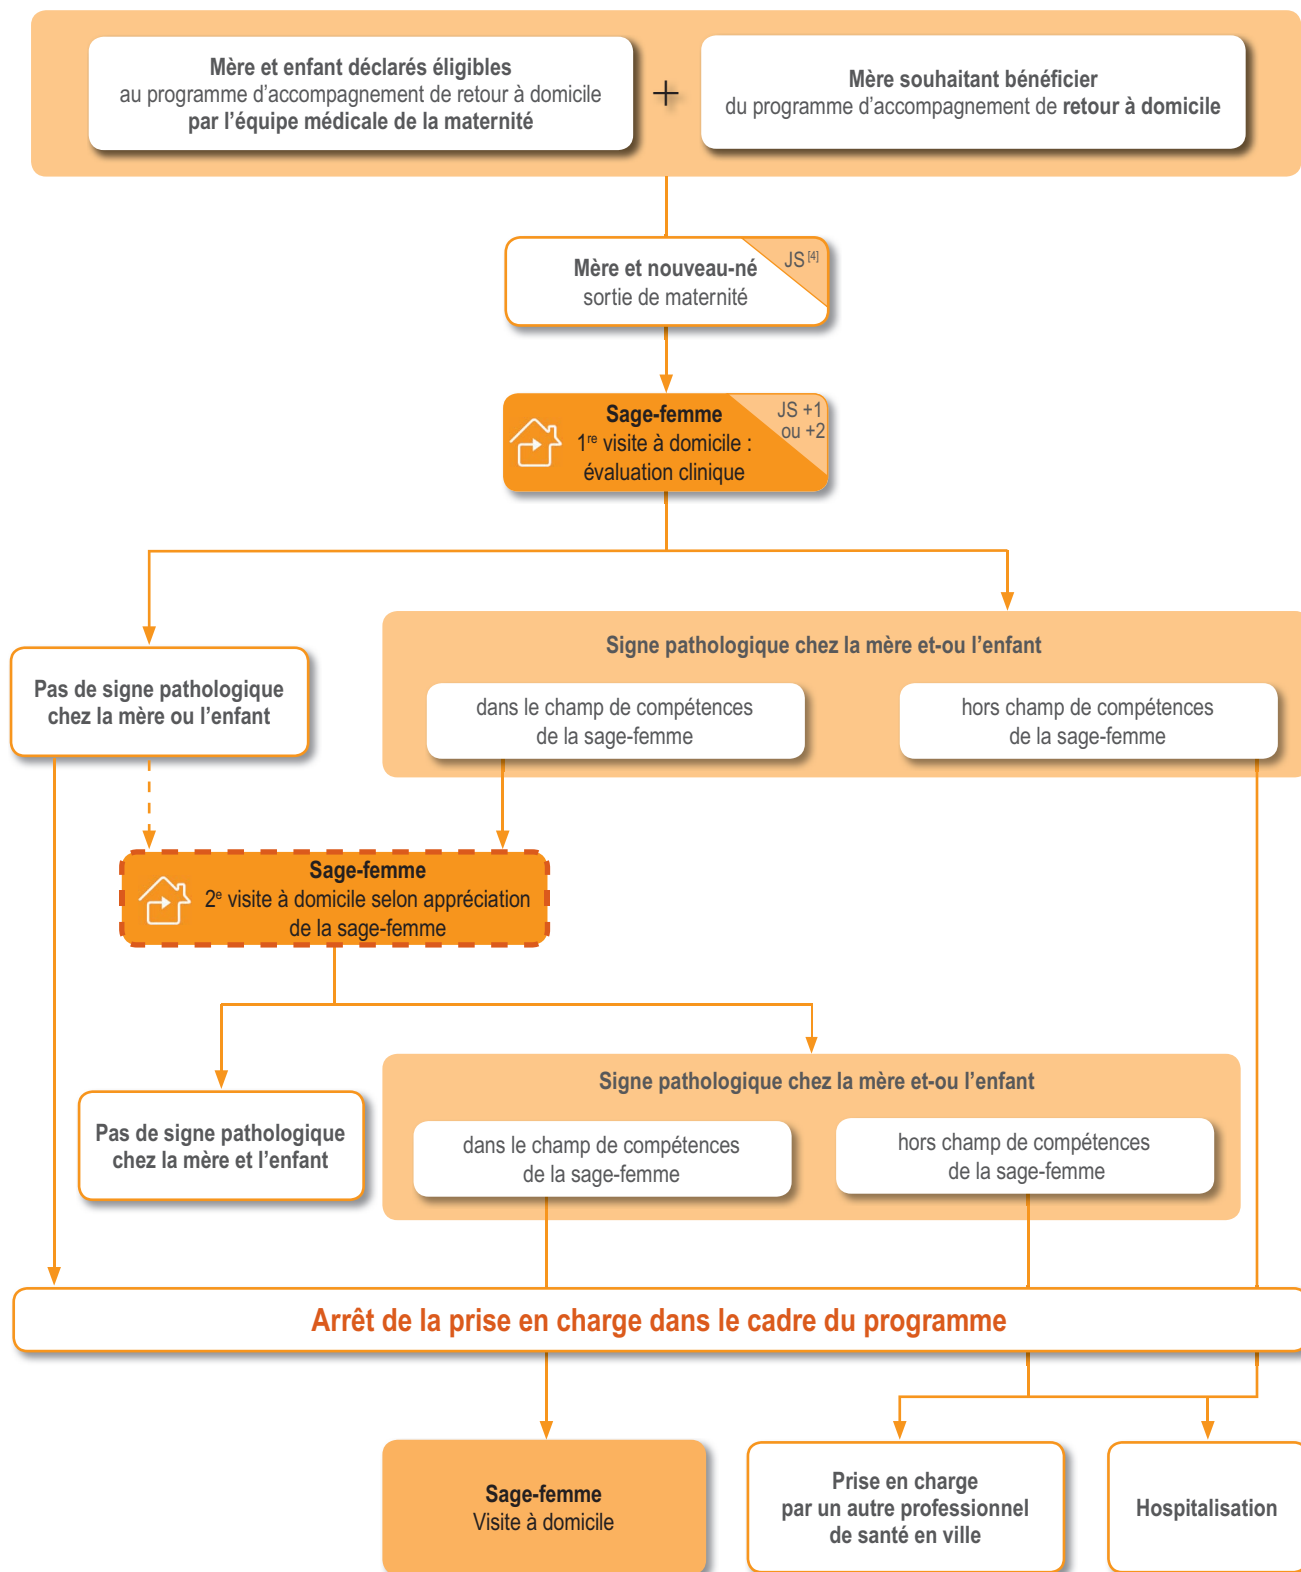 Mère et enfant déclarés éligibles
au programme d'accompagnement de retour à domicile
par l'équipe médicale de la maternité
+
Mère souhaitant bénéficier
du programme d'accompagnement de retour à domicile
Mère et nouveau-né
sortie de maternité
JS [4]
Sage-femme
1re visite à domicile :
évaluation clinique
JS +1
ou +2
Pas de signe pathologique
chez la mère ou l'enfant
Signe pathologique chez la mère et-ou l'enfant
dans le champ de compétences
de la sage-femme
hors champ de compétences
de la sage-femme
Sage-femme
2e visite à domicile selon appréciation
de la sage-femme
Pas de signe pathologique
chez la mère et l'enfant
Signe pathologique chez la mère et-ou l'enfant
dans le champ de compétences
de la sage-femme
hors champ de compétences
de la sage-femme
Arrêt de la prise en charge dans le cadre du programme
Sage-femme
Visite à domicile
Prise en charge
par un autre professionnel
de santé en ville
Hospitalisation